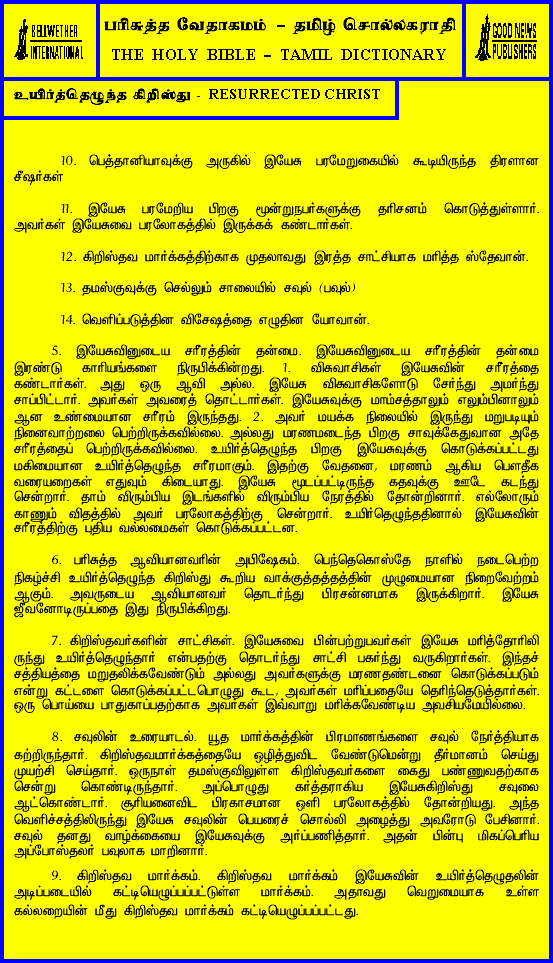 BELLWETHER
INTERNATIONAL
பரிசுத்த வேதாகமம் – தமிழ் சொல்லகராதி
THE HOLY BIBLE – TAMIL DICTIONARY
GOOD NEWS
PUBLISHERS
உயிர்த்தெழுந்த கிறிஸ்து - RESURRECTED CHRIST
10. பெத்தானியாவுக்கு அருகில் இயேசு பரமேறுகையில் கூடியிருந்த திரளான
சீஷர்கள்
11. இயேசு பரமேறிய பிறகு மூன்றுநபர்களுக்கு தரிசனம் கொடுத்துள்ளார்.
அவர்கள் இயேசுவை பரலோகத்தில் இருக்கக் கண்டார்கள்.
12. கிறிஸ்தவ மார்க்கத்திற்காக முதலாவது இரத்த சாட்சியாக மரித்த ஸ்தேவான்.
13. தமஸ்குவுக்கு செல்லும் சாலையில் சவுல் (பவுல்)
14. வெளிப்படுத்தின விசேஷத்தை எழுதின யோவான்.
5. இயேசுவினுடைய சரீரத்தின் தன்மை. இயேசுவினுடைய சரீரத்தின் தன்மை
இரண்டு காரியங்களை நிரூபிக்கின்றது. 1. விசுவாசிகள் இயேசுவின் சரீரத்தை
கண்டார்கள். அது ஒரு ஆவி அல்ல. இயேசு விசுவாசிகளோடு சேர்ந்து அமர்ந்து
சாப்பிட்டார். அவர்கள் அவரைத் தொட்டார்கள். இயேசுவுக்கு மாம்சத்தாலும் எலும்பினாலும்
ஆன உண்மையான சரீரம் இருந்தது. 2. அவர் மயக்க நிலையில் இருந்து மறுபடியும்
நினைவாற்றலை பெற்றிருக்கவில்லை. அல்லது மரணமடைந்த பிறகு சாவுக்கேதுவான அதே
சரீரத்தைப் பெற்றிருக்கவில்லை. உயிர்த்தெழுந்த பிறகு இயேசுவுக்கு கொடுக்கப்பட்டது
மகிமையான உயிர்த்தெழுந்த சரீரமாகும். இதற்கு வேதனை, மரணம் ஆகிய பௌதீக
வரையறைகள் எதுவும் கிடையாது. இயேசு மூடப்பட்டிருந்த கதவுக்கு ஊடே கடந்து
சென்றார். தாம் விரும்பிய இடங்களில் விரும்பிய நேரத்தில் தோன்றினார். எல்லோரும்
காணும் விதத்தில் அவர் பரலோகத்திற்கு சென்றார். உயிர்தெழுந்ததினால் இயேசுவின்
சரீரத்திற்கு புதிய வல்லமைகள் கொடுக்கப்பட்டன.
6. பரிசுத்த ஆவியானவரின் அபிஷேகம். பெந்தெகொஸ்தே நாளில் நடைபெற்ற
நிகழ்ச்சி உயிர்த்தெழுந்த கிறிஸ்து கூறிய வாக்குத்தத்தத்தின் முழுமையான நிறைவேற்றம்
ஆகும். அவருடைய ஆவியானவர் தொடர்ந்து பிரசன்னமாக இருக்கிறார். இயேசு
ஜீவனோடிருப்பதை இது நிரூபிக்கிறது.
7. கிறிஸ்தவர்களின் சாட்சிகள். இயேசுவை பின்பற்றுபவர்கள் இயேசு மரித்தோரிலி
ருந்து உயிர்த்தெழுந்தார் என்பதற்கு தொடர்ந்து சாட்சி பகர்ந்து வருகிறார்கள். இந்தச்
சத்தியத்தை மறுதலிக்கவேண்டும் அல்லது அவர்களுக்கு மரணதண்டனை கொடுக்கப்படும்
என்று கட்டளை கொடுக்கப்பட்டபொழுது கூட, அவர்கள் மரிப்பதையே தெரிந்தெடுத்தார்கள்.
ஒரு பொய்யை பாதுகாப்பதற்காக அவர்கள் இவ்வாறு மரிக்கவேண்டிய அவசியமேயில்லை.
8. சவுலின் உரையாடல். யூத மார்க்கத்தின் பிரமாணங்களை சவுல் நேர்த்தியாக
கற்றிருந்தார். கிறிஸ்தவமார்க்கத்தையே ஒழித்துவிட வேண்டுமென்று தீர்மானம் செய்து
முயற்சி செய்தார். ஒருநாள் தமஸ்குவிலுள்ள கிறிஸ்தவர்களை கைது பண்ணுவதற்காக
சென்று கொண்டிருந்தார். அப்பொழுது கர்த்தராகிய இயேசுகிறிஸ்து சவுலை
ஆட்கொண்டார். சூரியனைவிட பிரகாசமான ஒளி பரலோகத்தில் தோன்றியது. அந்த
வெளிச்சத்திலிருந்து இயேசு சவுலின் பெயரைச் சொல்லி அழைத்து அவரோடு பேசினார்.
சவுல் தனது வாழ்க்கையை இயேசுவுக்கு அர்ப்பணித்தார். அதன் பின்பு மிகப்பெரிய
அப்போஸ்தலர் பவுலாக மாறினார்.
9. கிறிஸ்தவ மார்க்கம். கிறிஸ்தவ மார்க்கம் இயேசுவின் உயிர்த்தெழுதலின்
அடிப்படையில் கட்டியெழுப்பப்பட்டுள்ள மார்க்கம். அதாவது வெறுமையாக உள்ள
கல்லறையின் மீது கிறிஸ்தவ மார்க்கம் கட்டியெழுப்பப்பட்டது.